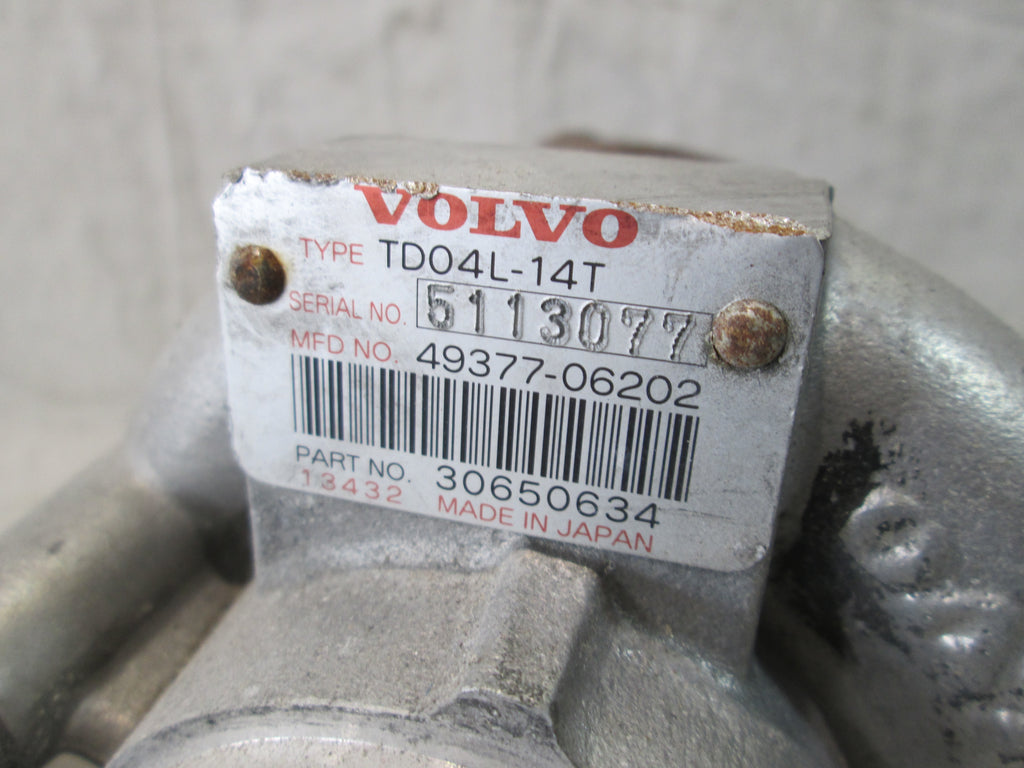 VOLVO
TYPE TD04L-14T
SERIAL NO. 5113077
MFD NO. 49377-06202
PART NO. 30650634
13432 MADE IN JAPAN